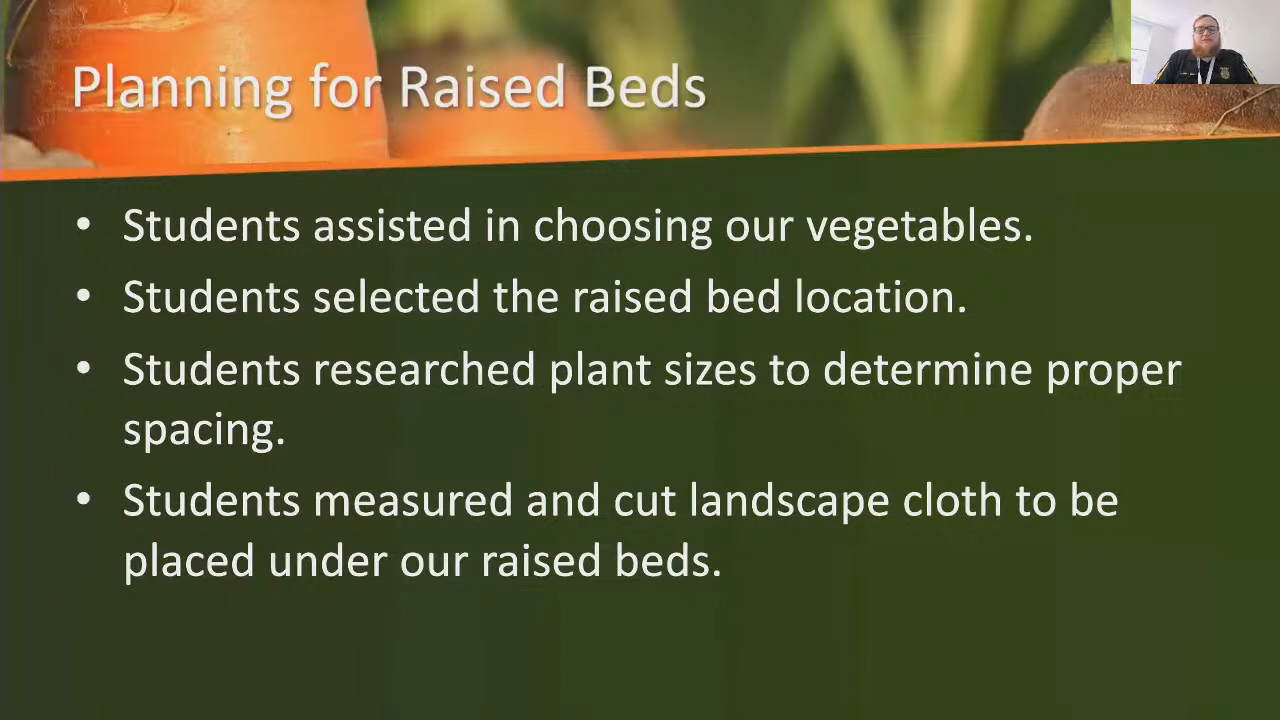 Planning for Raised Beds
• Students assisted in choosing our vegetables.
• Students selected the raised bed location.
• Students researched plant sizes to determine proper
spacing.
• Students measured and cut landscape cloth to be
placed under our raised beds.